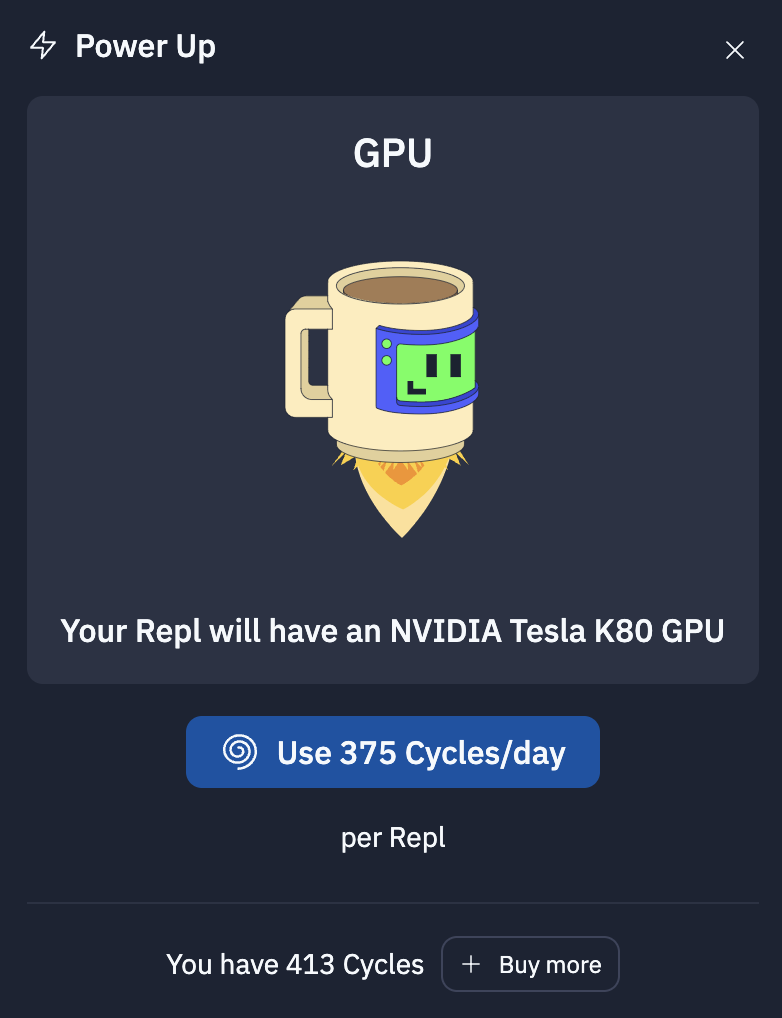 Power Up
GPU
Your Repl will have an NVIDIA Tesla K80 GPU
Use 375 Cycles/day
per Repl
You have 413 Cycles
+ Buy more